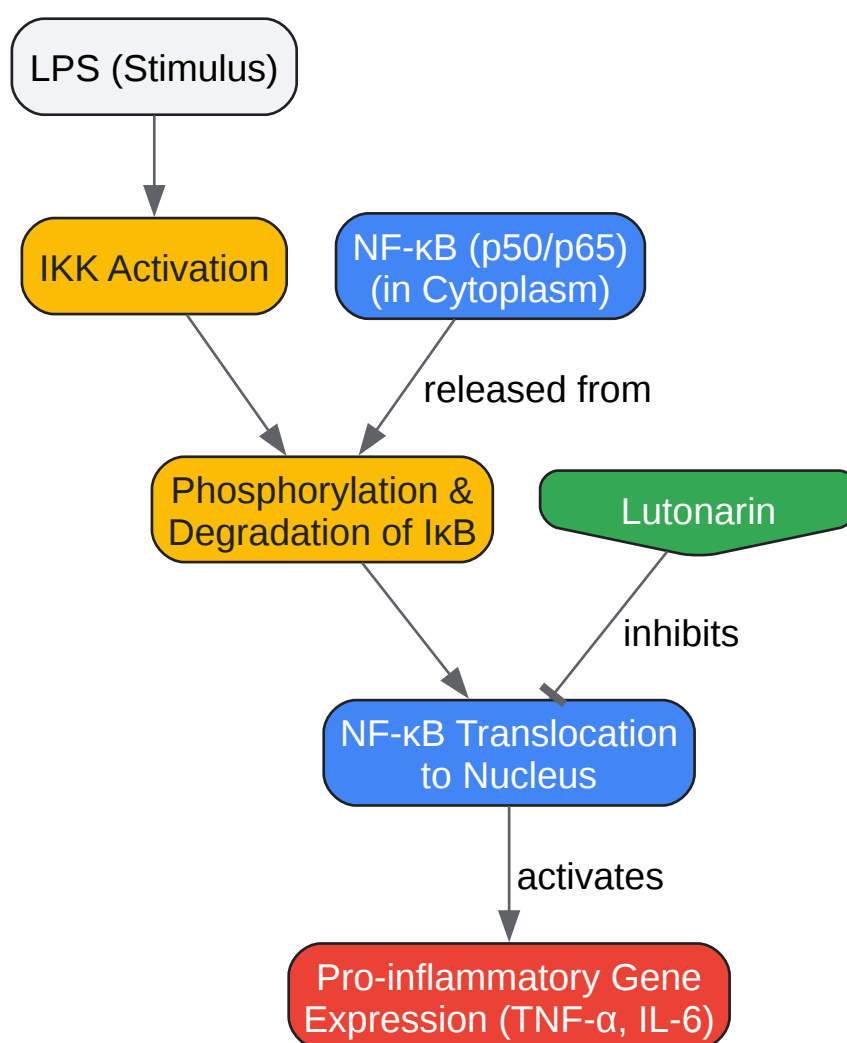 LPS (Stimulus)
IKK Activation
NF-κB (p50/p65)
(in Cytoplasm)
released from
Phosphorylation &
Degradation of IκB
Lutonarin
inhibits
NF-κB Translocation
to Nucleus
activates
Pro-inflammatory Gene
Expression (TNF-α, IL-6)